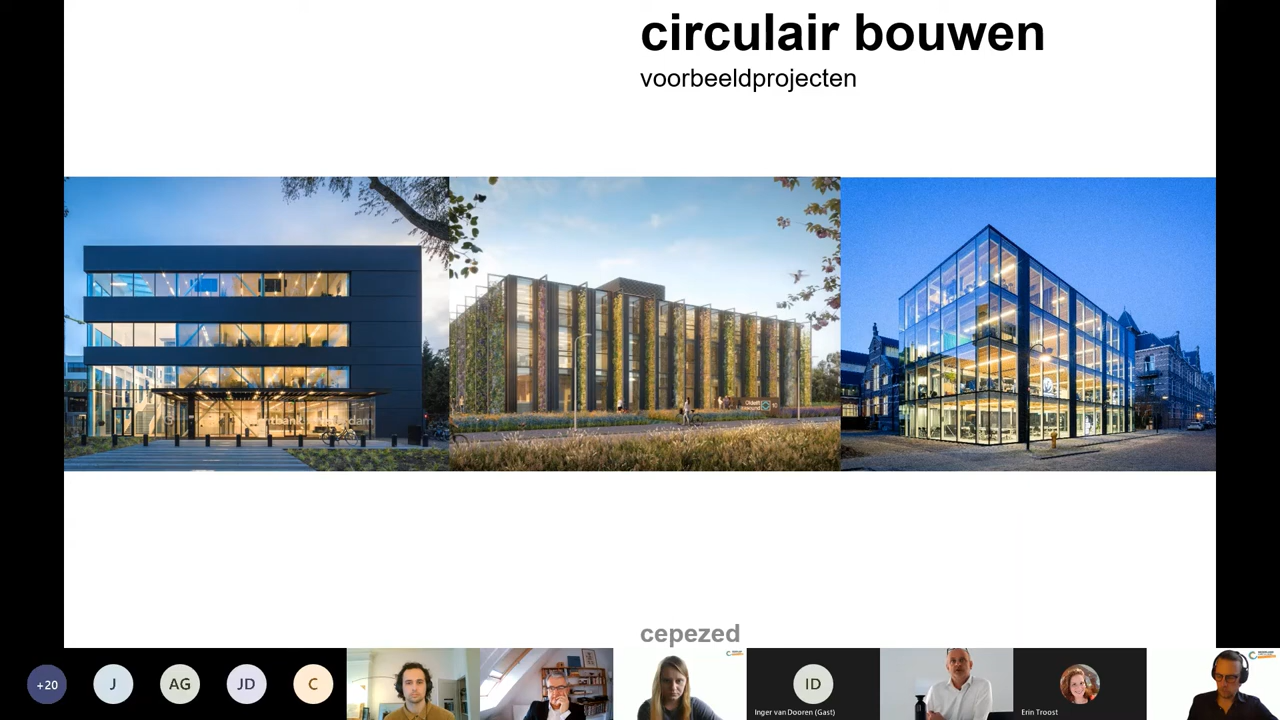 circulair bouwen
voorbeeldprojecten
cepezed
+20
J
AG
JD
C
ID
Inger van Dooren (Gast)
Erin Troost